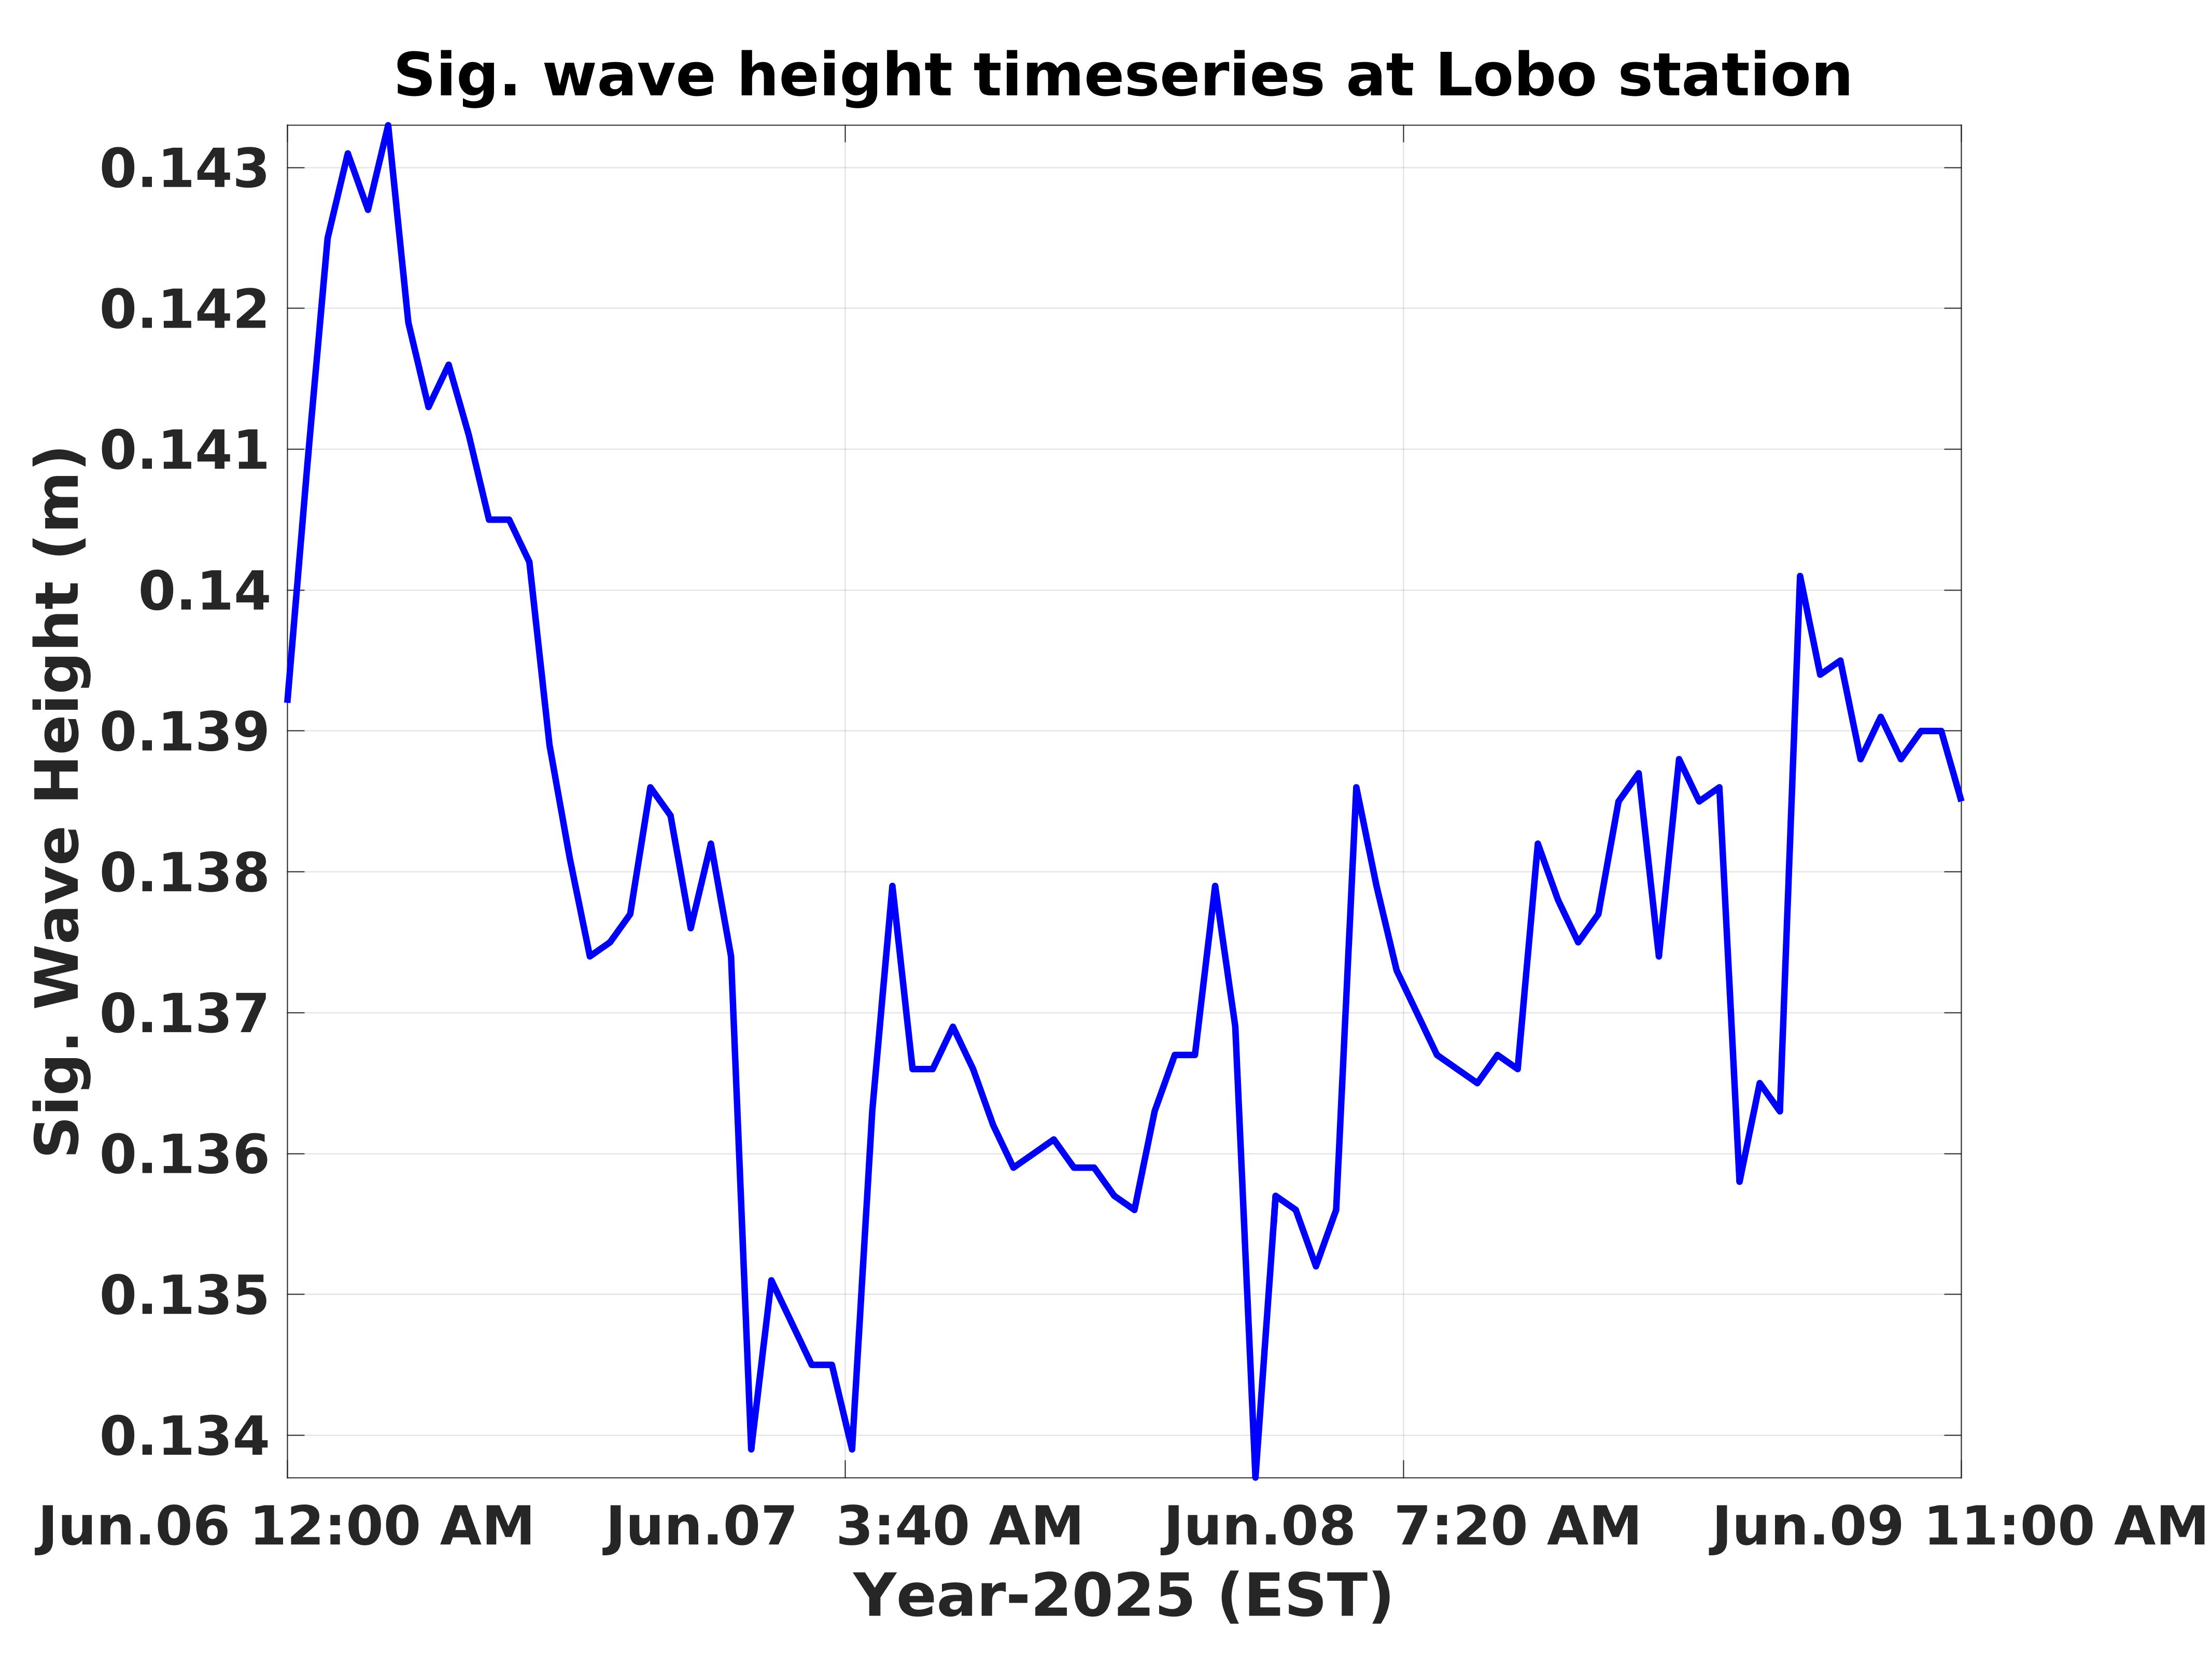 Sig. wave height timeseries at Lobo station
Sig. Wave Height (m)
0.143
0.142
0.141
0.14
0.139
0.138
0.137
0.136
0.135
0.134
Jun.06 12:00 AM Jun.07 3:40 AM Jun.08 7:20 AM Jun.09 11:00 AM
Year-2025 (EST)